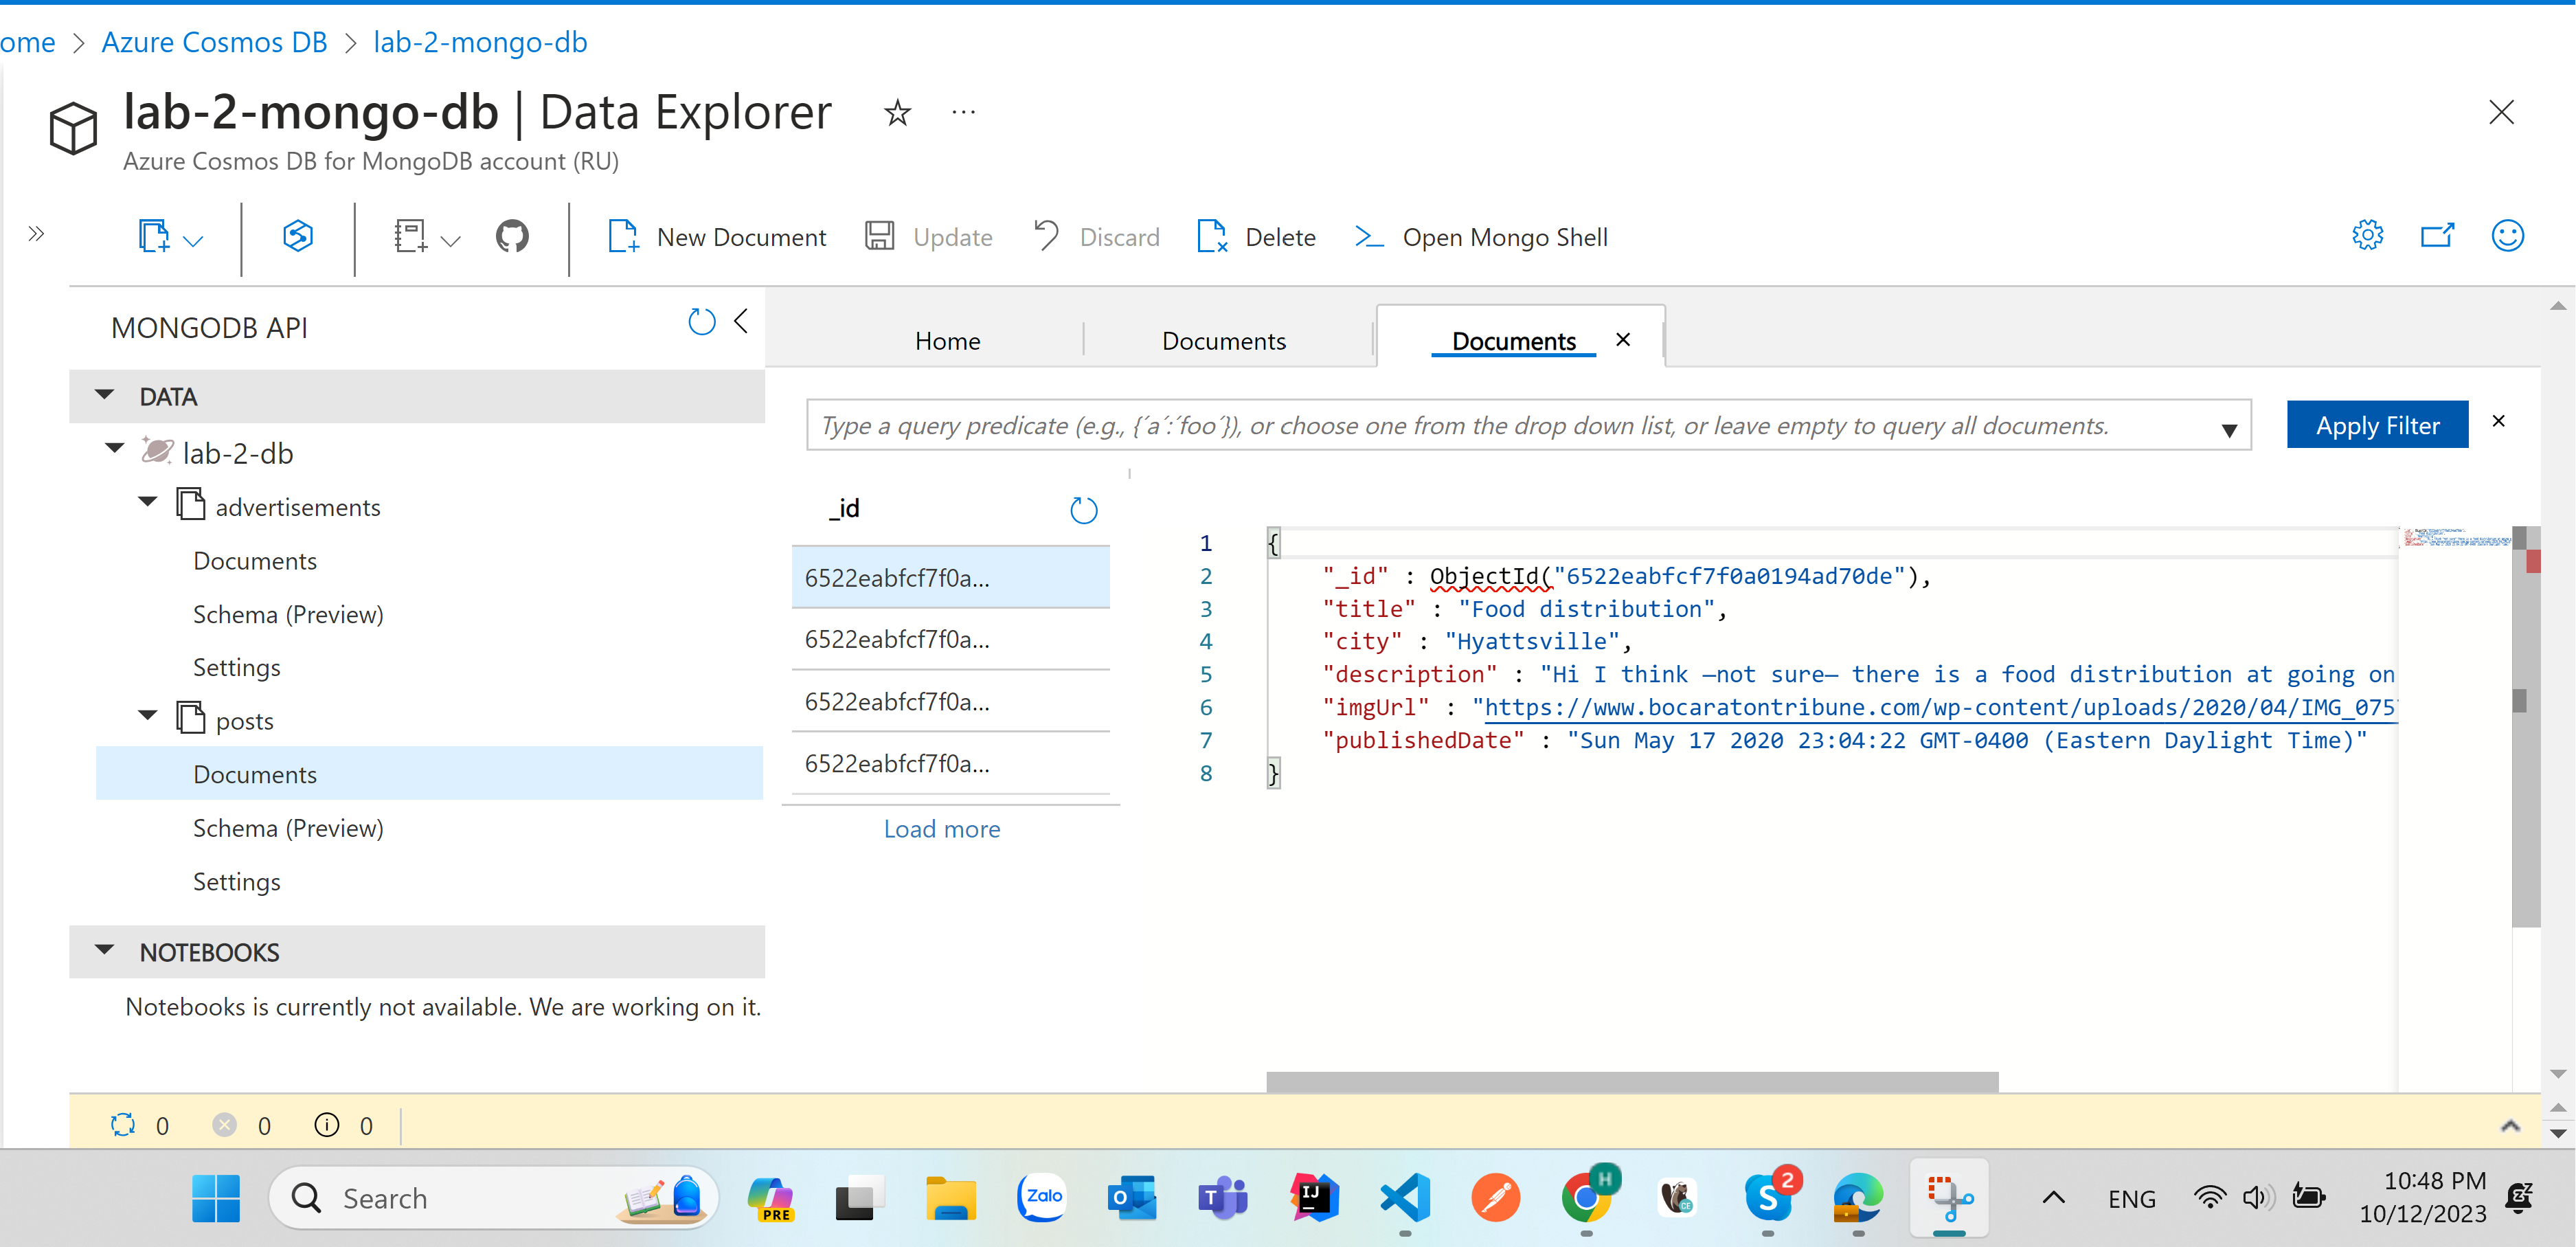 ome > Azure Cosmos DB > lab-2-mongo-db
lab-2-mongo-db | Data Explorer
Azure Cosmos DB for MongoDB account (RU)
New Document Update Discard Delete Open Mongo Shell
MONGODB API
DATA
lab-2-db
advertisements
Documents
Schema (Preview)
Settings
posts
Documents
Schema (Preview)
Settings
NOTEBOOKS
Notebooks is currently not available. We are working on it.
Home Documents Documents
Type a query predicate (e.g., {´a´:´foo´}), or choose one from the drop down list, or leave empty to query all documents.
Apply Filter
_id
6522eabfcf7f0a...
6522eabfcf7f0a...
6522eabfcf7f0a...
6522eabfcf7f0a...
Load more
1 {
2 "_id" : ObjectId("6522eabfcf7f0a0194ad70de"),
3 "title" : "Food distribution",
4 "city" : "Hyattsville",
5 "description" : "Hi I think —not sure— there is a food distribution at going on
6 "imgUrl" : "https://www.bocaratontribune.com/wp-content/uploads/2020/04/IMG_075
7 "publishedDate" : "Sun May 17 2020 23:04:22 GMT-0400 (Eastern Daylight Time)"
8 }
0 0 0
Search
PRE
Zalo
O
T
IJ
H
CE
S 2
ENG
10:48 PM
10/12/2023